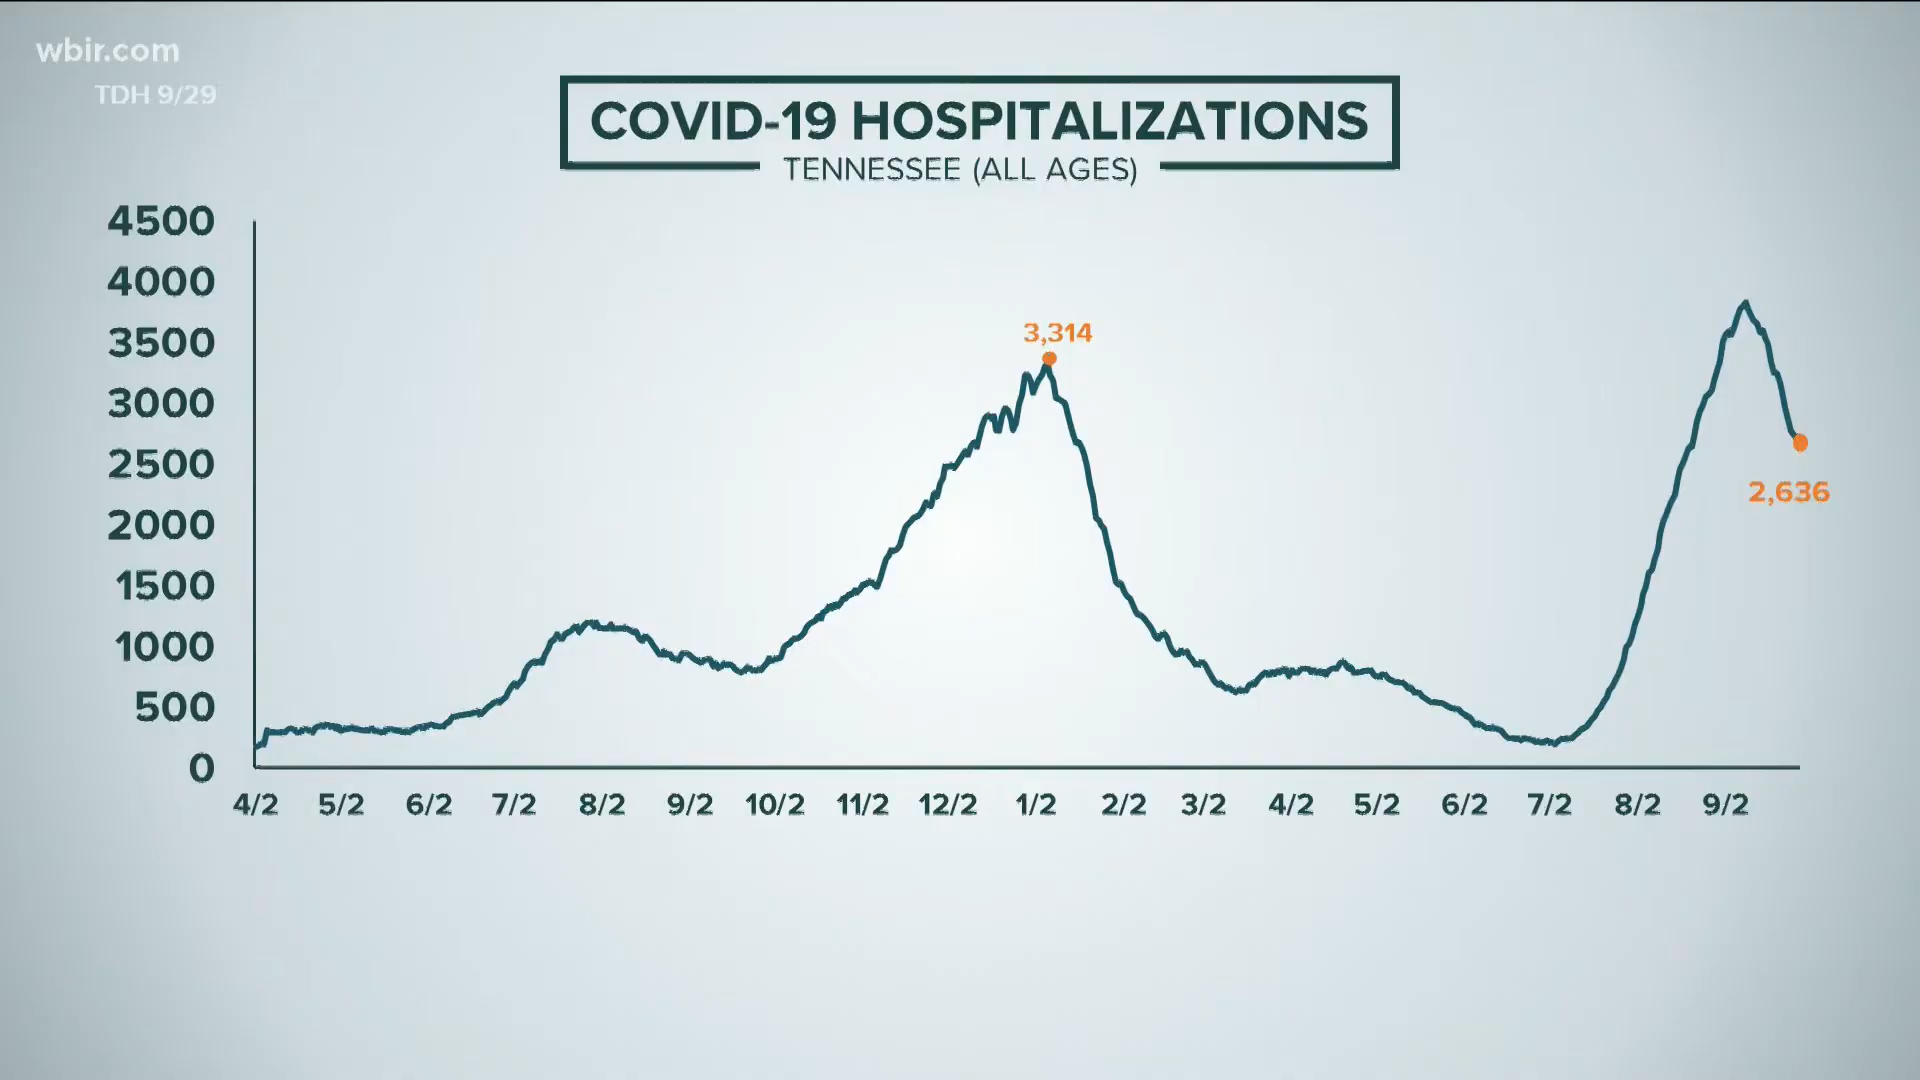 wbir.com
TDH 9/29
COVID-19 HOSPITALIZATIONS
TENNESSEE (ALL AGES)
4500
4000
3500
3000
2500
2000
1500
1000
500
0
3,314
2,636
4/2 5/2 6/2 7/2 8/2 9/2 10/2 11/2 12/2 1/2 2/2 3/2 4/2 5/2 6/2 7/2 8/2 9/2